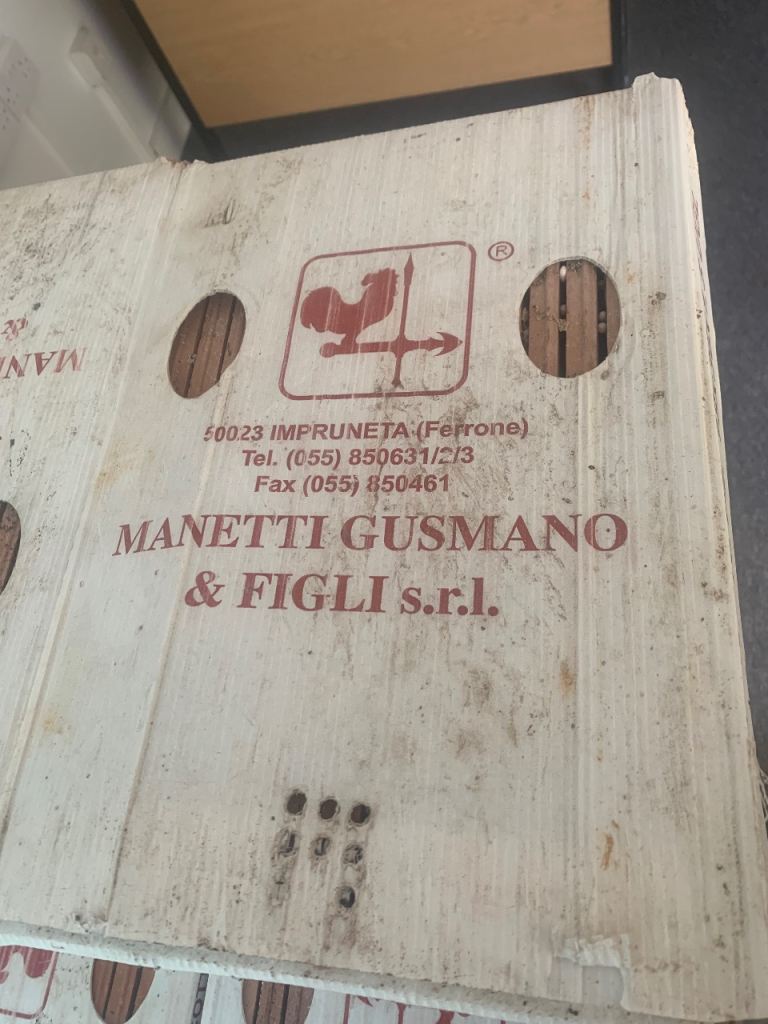 ®
50023 IMPRUNETA (Ferrone)
Tel. (055) 850631/2/3
Fax (055) 850461
MANETTI GUSMANO
& FIGLI s.r.l.